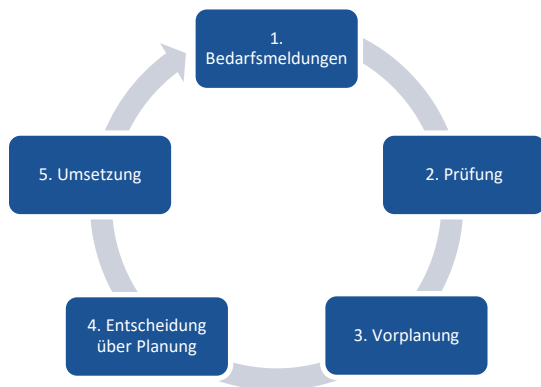 1.
Bedarfsmeldungen
2. Prüfung
3. Vorplanung
4. Entscheidung
über Planung
5. Umsetzung